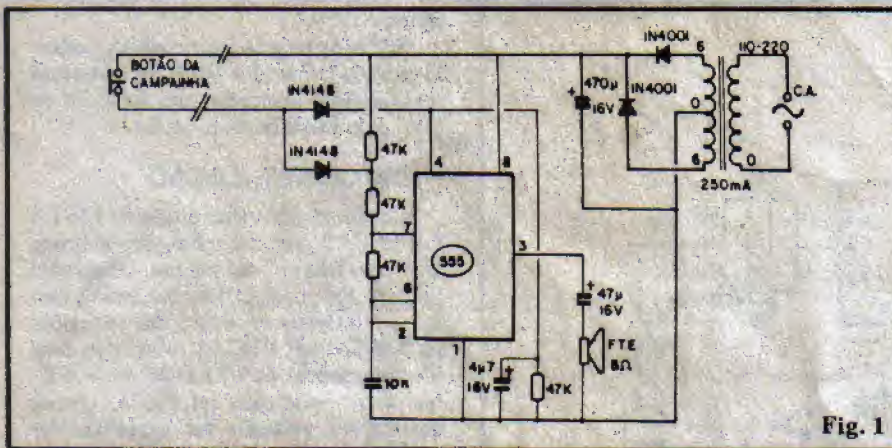 BOTÃO DA
CAMPAINHA
1N4148
1N4148
47K
47K
47K
10n
4
8
7
6
2
555
3
1
4µ7
16V
47K
47µ
16V
FTE
8Ω
470µ
16V
1N4001
1N4001
6
0
6
250mA
110-220
0
C.A.
Fig. 1